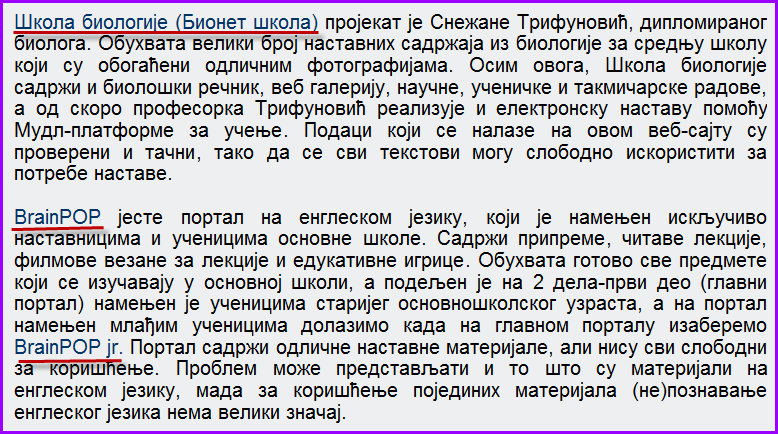 Школа биологије (Бионет школа) пројекат је Снежане Трифуновић, дипломираног
биолога. Обухвата велики број наставних садржаја из биологије за средњу школу
који су обогаћени одличним фотографијама. Осим овога, Школа биологије
садржи и биолошки речник, веб галерију, научне, ученичке и такмичарске радове,
а од скоро професорка Трифуновић реализује и електронску наставу помоћу
Мудл-платформе за учење. Подаци који се налазе на овом веб-сајту су
проверени и тачни, тако да се сви текстови могу слободно искористити за
потребе наставе.
BrainPOP јесте портал на енглеском језику, који је намењен искључиво
наставницима и ученицима основне школе. Садржи припреме, читаве лекције,
филмове везане за лекције и едукативне игрице. Обухвата готово све предмете
који се изучавају у основној школи, а подељен је на 2 дела-први део (главни
портал) намењен је ученицима старијег основношколског узраста, а на портал
намењен млађим ученицима долазимо када на главном порталу изаберемо
BrainPOP jr. Портал садржи одличне наставне материјале, али нису сви слободни
за коришћење. Проблем може представљати и то што су материјали на
енглеском језику, мада за коришћење појединих материјала (не)познавање
енглеског језика нема велики значај.